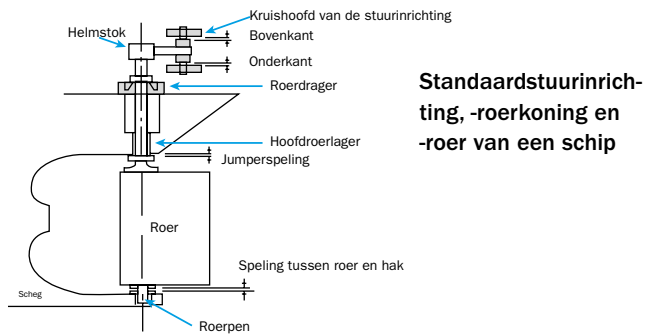 Kruishoofd van de stuurinrichting
Helmstok
Bovenkant
Onderkant
Roerdrager
Standaardstuurinrich-
ting, -roerkoning en
-roer van een schip
Hoofdroerlager
Jumperspeling
Roer
Speling tussen roer en hak
Scheg
Roerpen